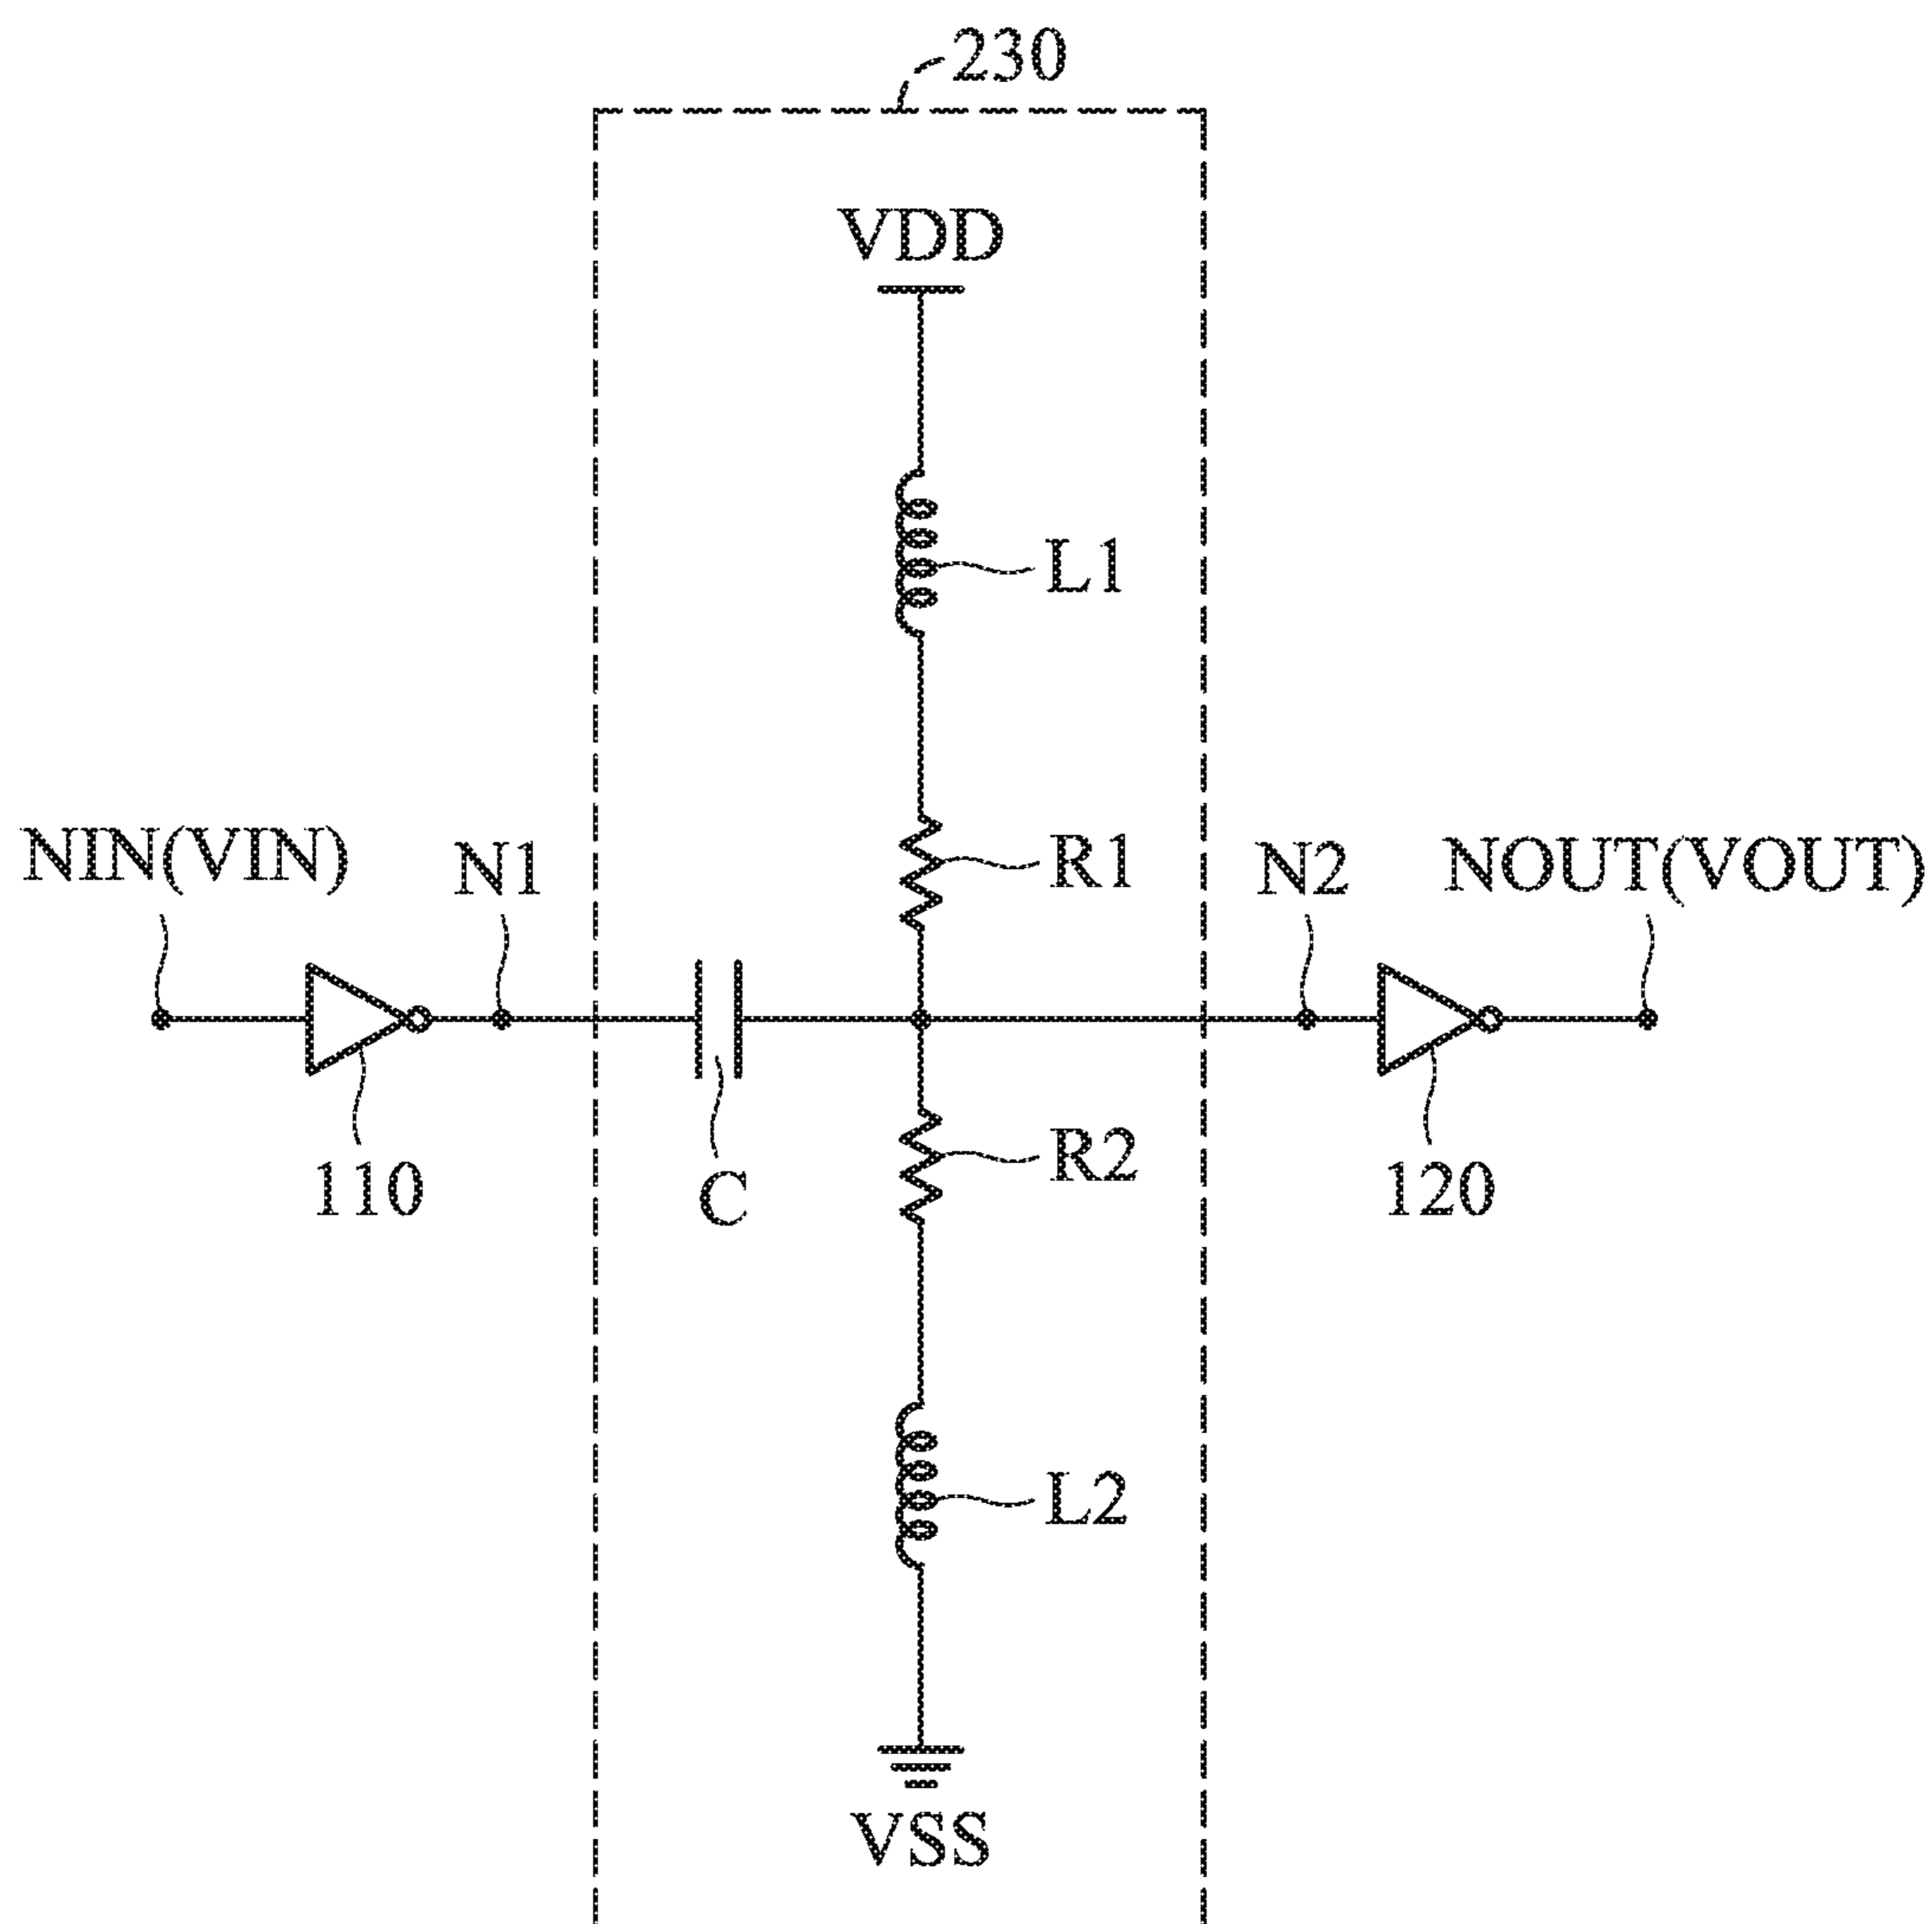 230
VDD
L1
NIN(VIN)
N1
R1
N2
NOUT(VOUT)
110
C
R2
120
L2
VSS